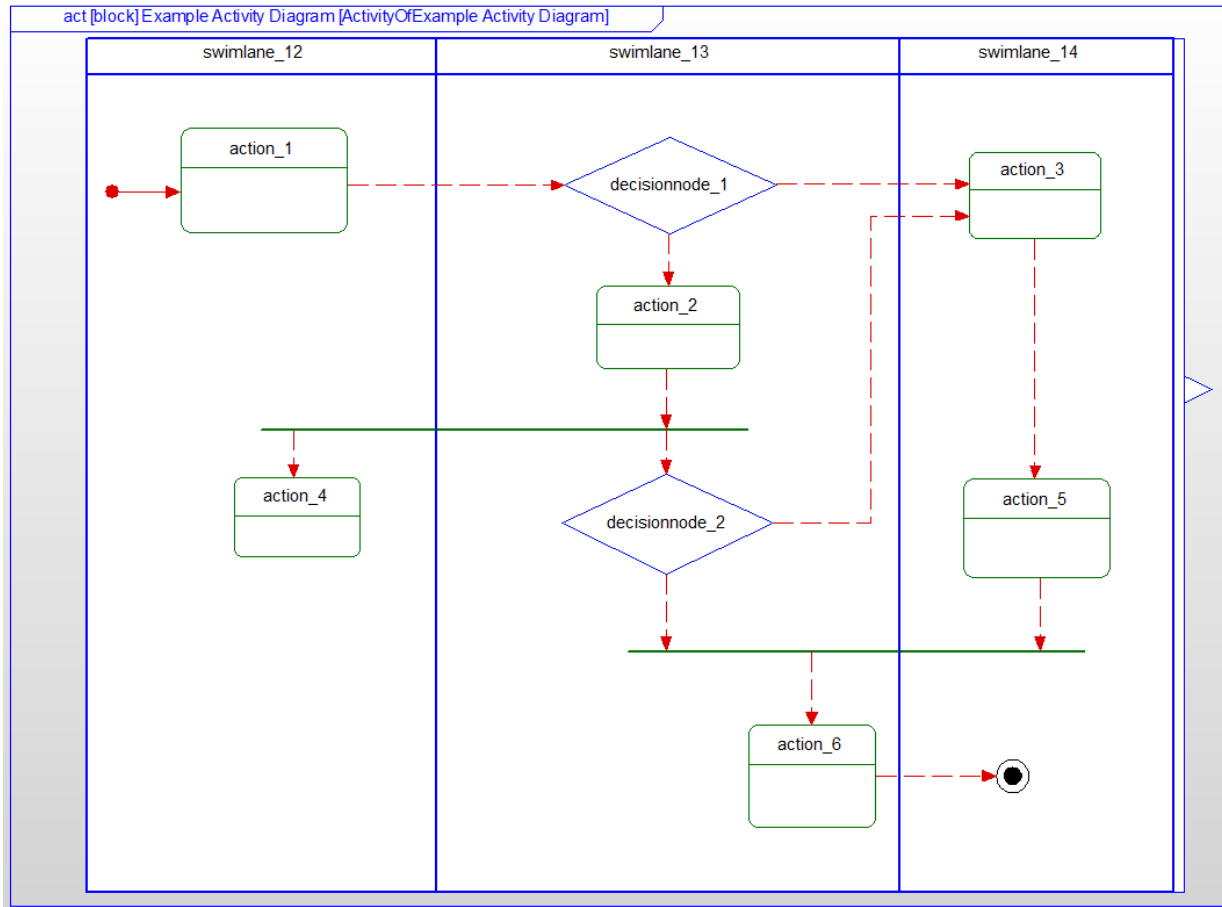 act [block] Example Activity Diagram [ActivityOfExample Activity Diagram]
swimlane_12
swimlane_13
swimlane_14
action_1
decisionnode_1
action_3
action_2
action_4
decisionnode_2
action_5
action_6